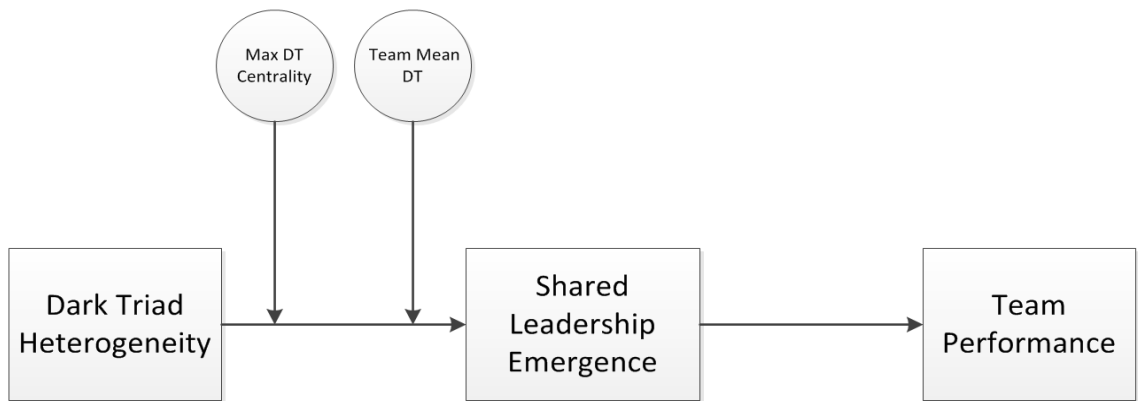 Max DT
Centrality
Team Mean
DT
Dark Triad
Heterogeneity
Shared
Leadership
Emergence
Team
Performance